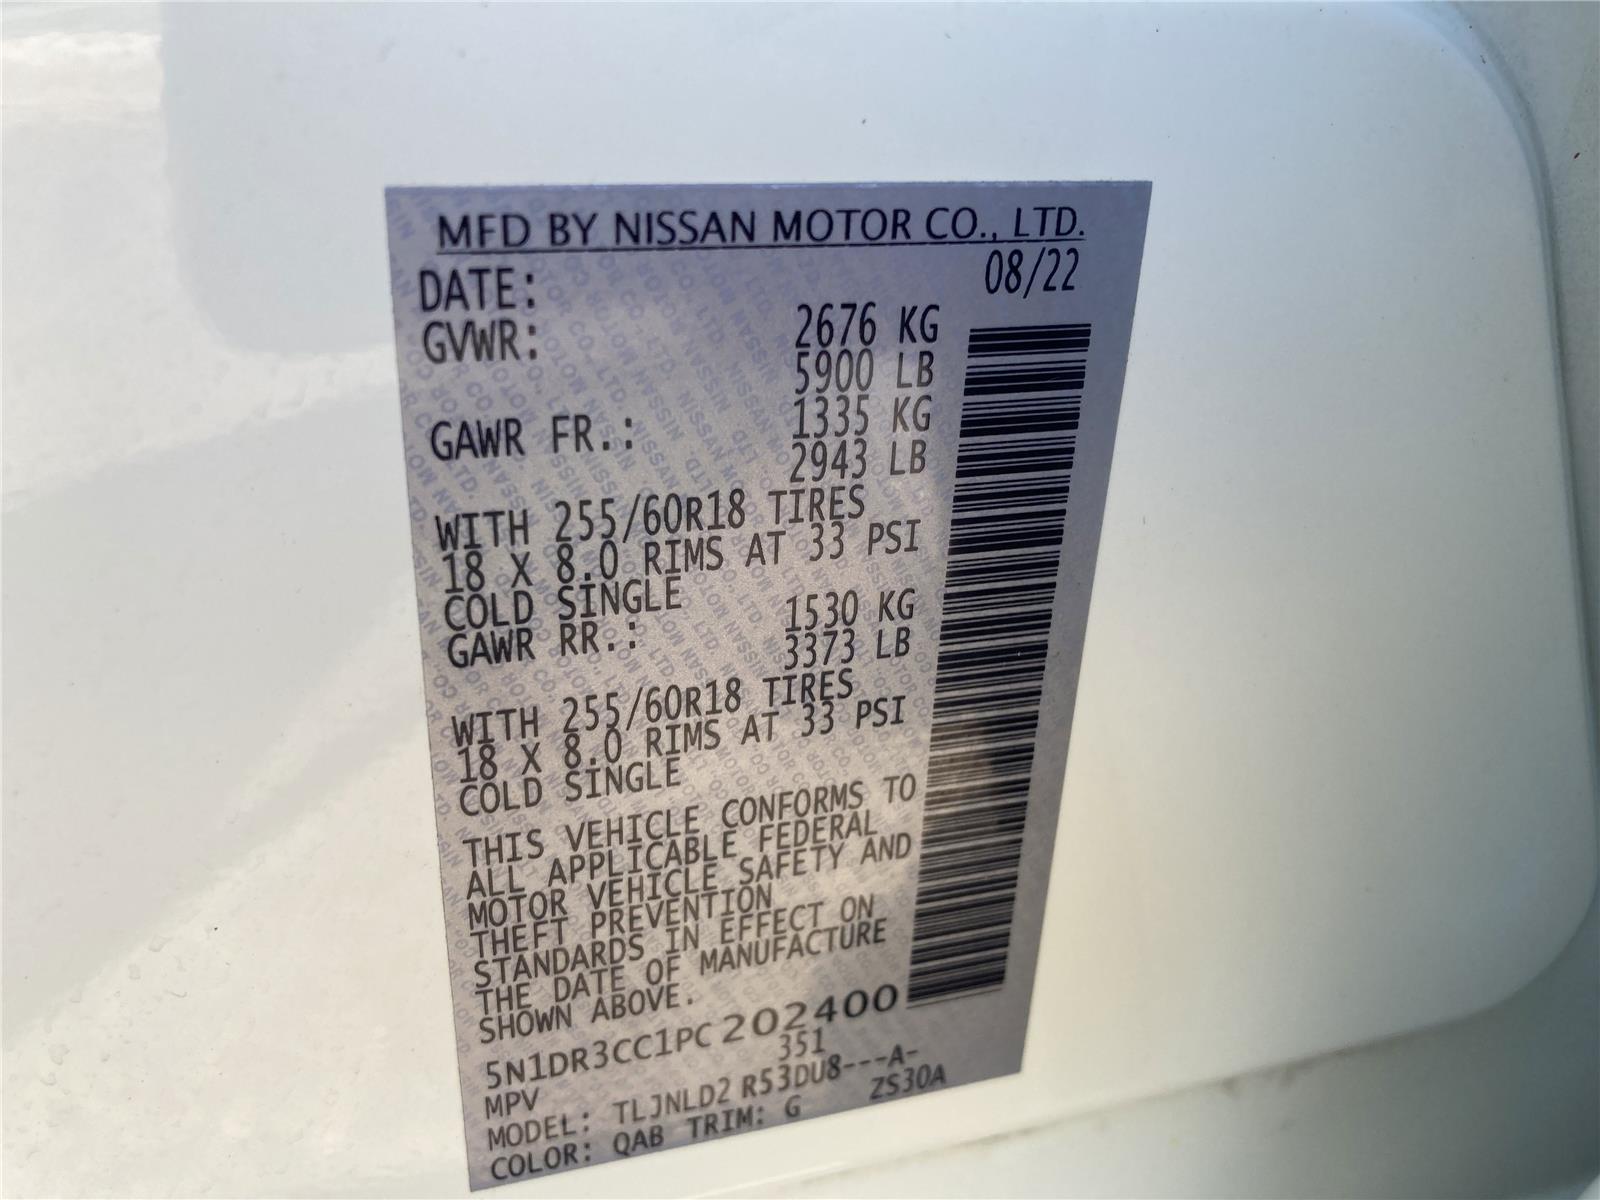 MFD BY NISSAN MOTOR CO., LTD.
DATE: 08/22
GVWR: 2676 KG
5900 LB
GAWR FR.: 1335 KG
2943 LB
WITH 255/60R18 TIRES
18 X 8.0 RIMS AT 33 PSI
COLD SINGLE
GAWR RR.: 1530 KG
3373 LB
WITH 255/60R18 TIRES
18 X 8.0 RIMS AT 33 PSI
COLD SINGLE
THIS VEHICLE CONFORMS TO
ALL APPLICABLE FEDERAL
MOTOR VEHICLE SAFETY AND
THEFT PREVENTION
STANDARDS IN EFFECT ON
THE DATE OF MANUFACTURE
SHOWN ABOVE.
5N1DR3CC1PC202400
MPV 351
MODEL: TLJNLD2 R53DU8---A-
COLOR: QAB TRIM: G ZS30A